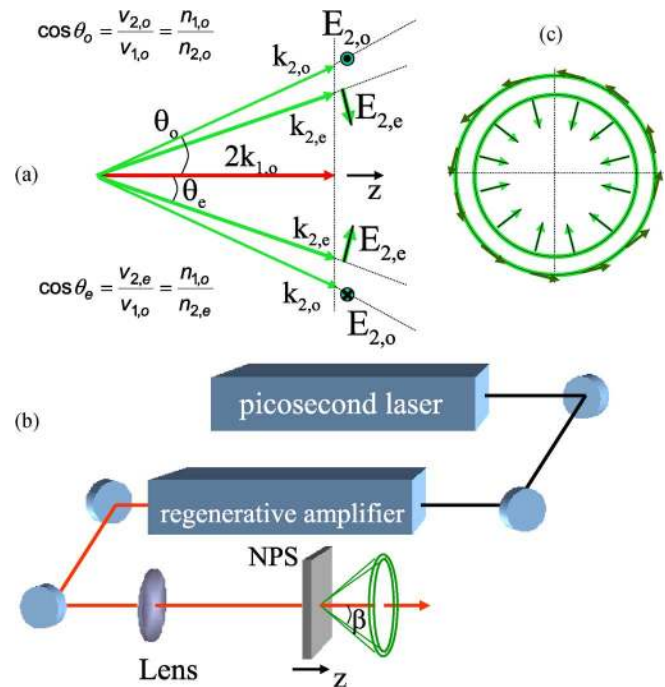 cos θo = v2,o / v1,o = n1,o / n2,o
E2,o
(c)
k2,o
k2,e
E2,e
θo
2k1,o
(a)
z
θe
k2,e
E2,e
k2,o
cos θe = v2,e / v1,o = n1,o / n2,e
E2,o
picosecond laser
(b)
regenerative amplifier
NPS
β
Lens
z